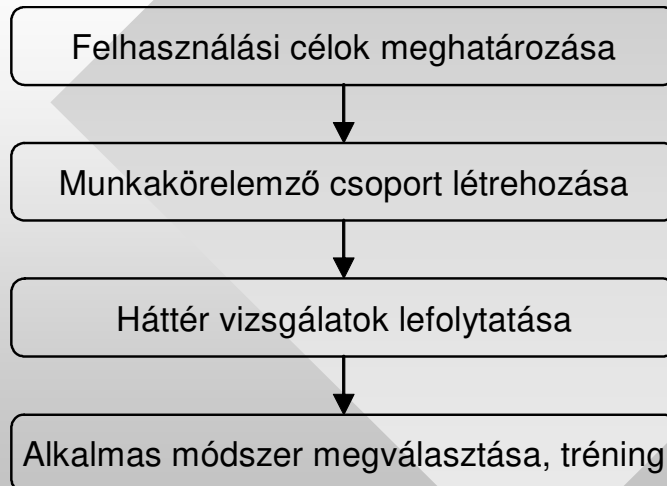 Felhasználási célok meghatározása
Munkakörelemző csoport létrehozása
Háttér vizsgálatok lefolytatása
Alkalmas módszer megválasztása, tréning